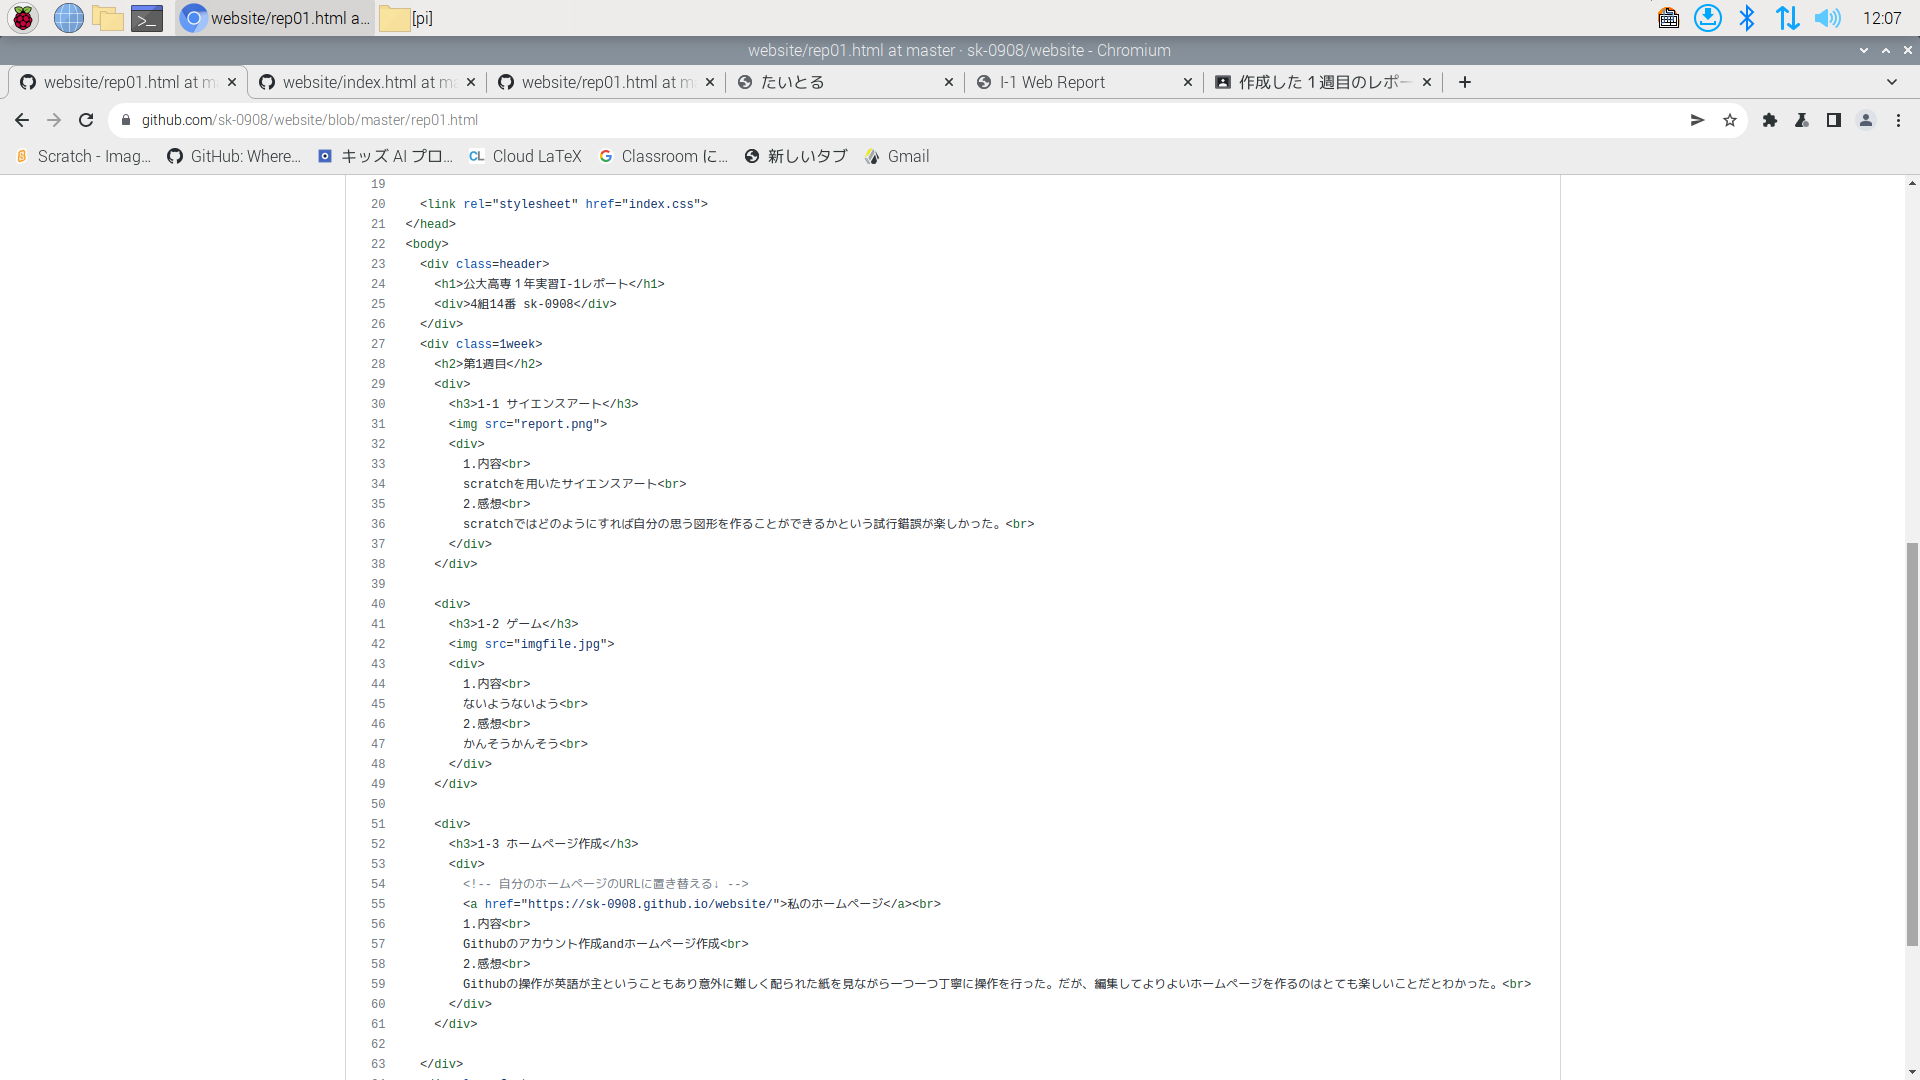 website/rep01.html a...
[pi]
12:07
website/rep01.html at master · sk-0908/website - Chromium
website/rep01.html at m
website/index.html at m
website/rep01.html at m
たいとる
I-1 Web Report
作成した１週目のレポー
github.com/sk-0908/website/blob/master/rep01.html
Scratch - Imag...
GitHub: Where...
キッズ AI プロ...
Cloud LaTeX
Classroom に...
新しいタブ
Gmail
19
20 <link rel="stylesheet" href="index.css">
21 </head>
22 <body>
23 <div class=header>
24 <h1>公大高専１年実習I-1レポート</h1>
25 <div>4組14番 sk-0908</div>
26 </div>
27 <div class=1week>
28 <h2>第1週目</h2>
29 <div>
30 <h3>1-1 サイエンスアート</h3>
31 <img src="report.png">
32 <div>
33 1.内容<br>
34 scratchを用いたサイエンスアート<br>
35 2.感想<br>
36 scratchではどのようにすれば自分の思う図形を作ることができるかという試行錯誤が楽しかった。<br>
37 </div>
38 </div>
39
40 <div>
41 <h3>1-2 ゲーム</h3>
42 <img src="imgfile.jpg">
43 <div>
44 1.内容<br>
45 ないようないよう<br>
46 2.感想<br>
47 かんそうかんそう<br>
48 </div>
49 </div>
50
51 <div>
52 <h3>1-3 ホームページ作成</h3>
53 <div>
54 <!-- 自分のホームページのURLに置き替える↓ -->
55 <a href="https://sk-0908.github.io/website/">私のホームページ</a><br>
56 1.内容<br>
57 Githubのアカウント作成andホームページ作成<br>
58 2.感想<br>
59 Githubの操作が英語が主ということもあり意外に難しく配られた紙を見ながら一つ一つ丁寧に操作を行った。だが、編集してよりよいホームページを作るのはとても楽しいことだとわかった。<br>
60 </div>
61 </div>
62
63 </div>